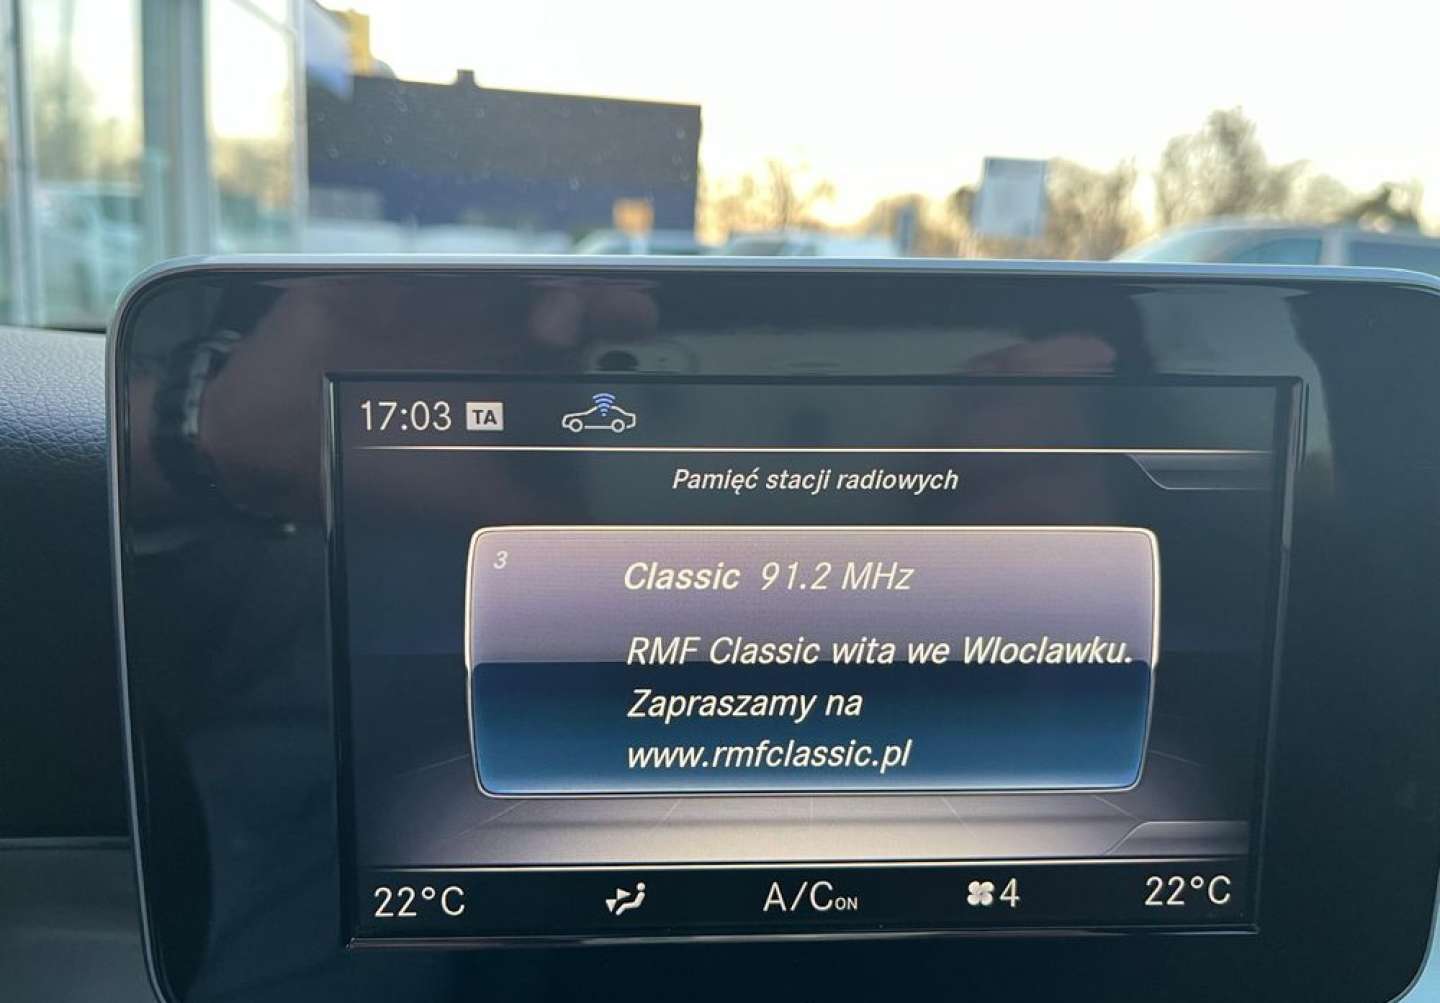 17:03 TA
Pamięć stacji radiowych
3
Classic 91.2 MHz
RMF Classic wita we Wloclawku.
Zapraszamy na
www.rmfclassic.pl
22°C A/C ON 4 22°C